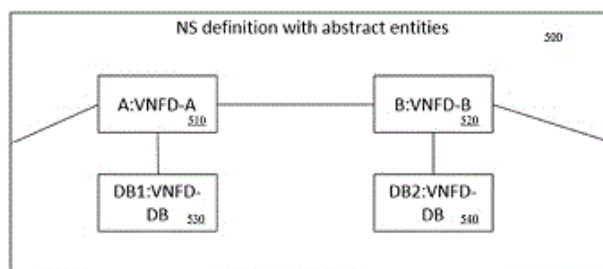 NS definition with abstract entities
500
A:VNFD-A
510
B:VNFD-B
520
DB1:VNFD-
DB 530
DB2:VNFD-
DB 540